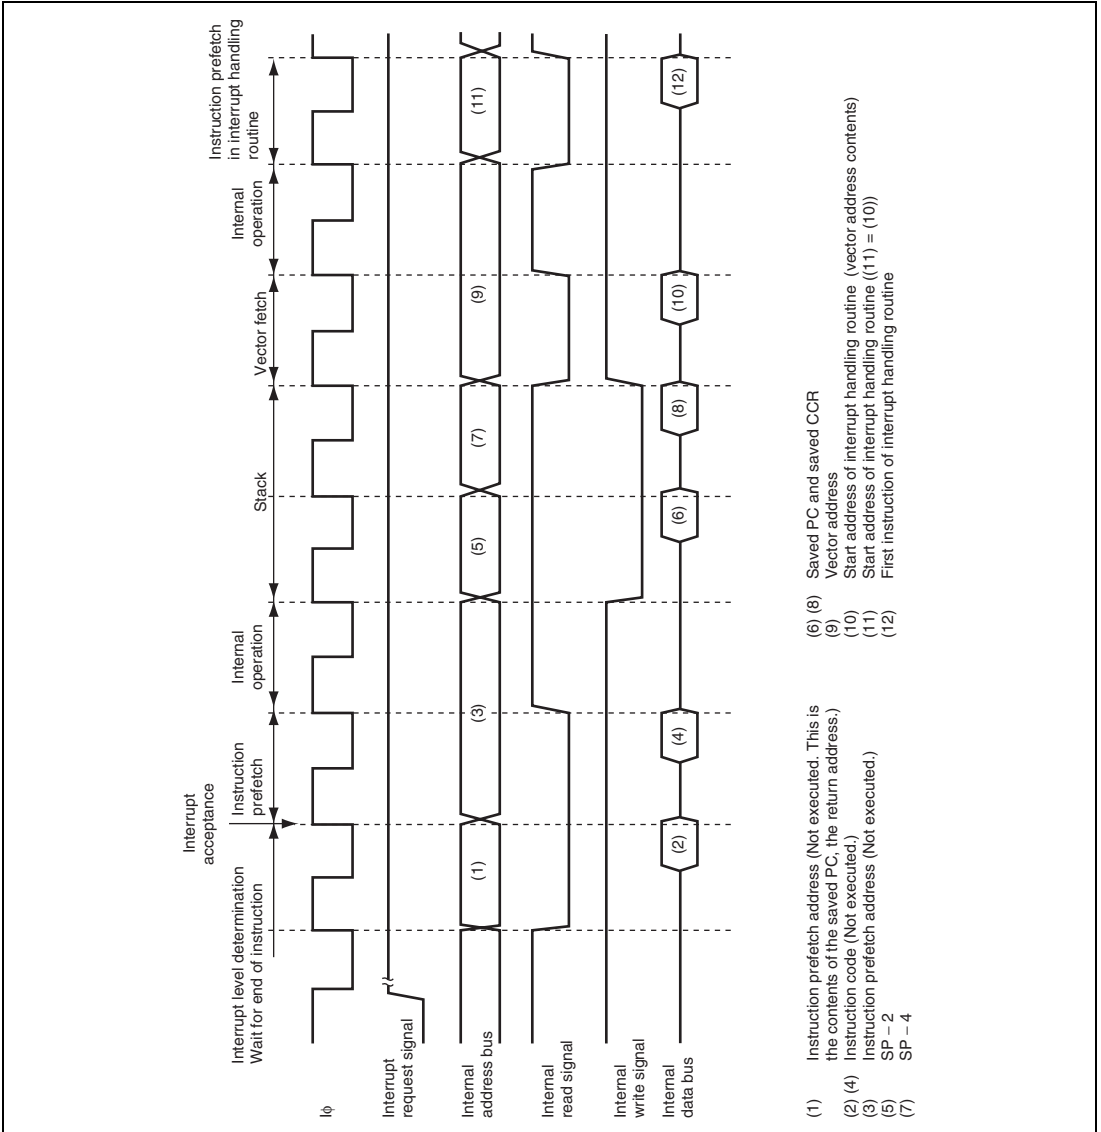 Interrupt
acceptance
Interrupt level determination
Wait for end of instruction
Instruction
prefetch
Internal
operation
Stack
Vector fetch
Internal
operation
Instruction prefetch
in interrupt handling
routine
Iϕ
Interrupt
request signal
Internal
address bus
(1)
(3)
(5)
(7)
(9)
(11)
Internal
read signal
Internal
write signal
Internal
data bus
(2)
(4)
(6)
(8)
(10)
(12)
(1) Instruction prefetch address (Not executed. This is
the contents of the saved PC, the return address.)
(2) (4) Instruction code (Not executed.)
(3) Instruction prefetch address (Not executed.)
(5) SP – 2
(7) SP – 4
(6) (8) Saved PC and saved CCR
(9) Vector address
(10) Start address of interrupt handling routine (vector address contents)
(11) Start address of interrupt handling routine ((11) = (10))
(12) First instruction of interrupt handling routine